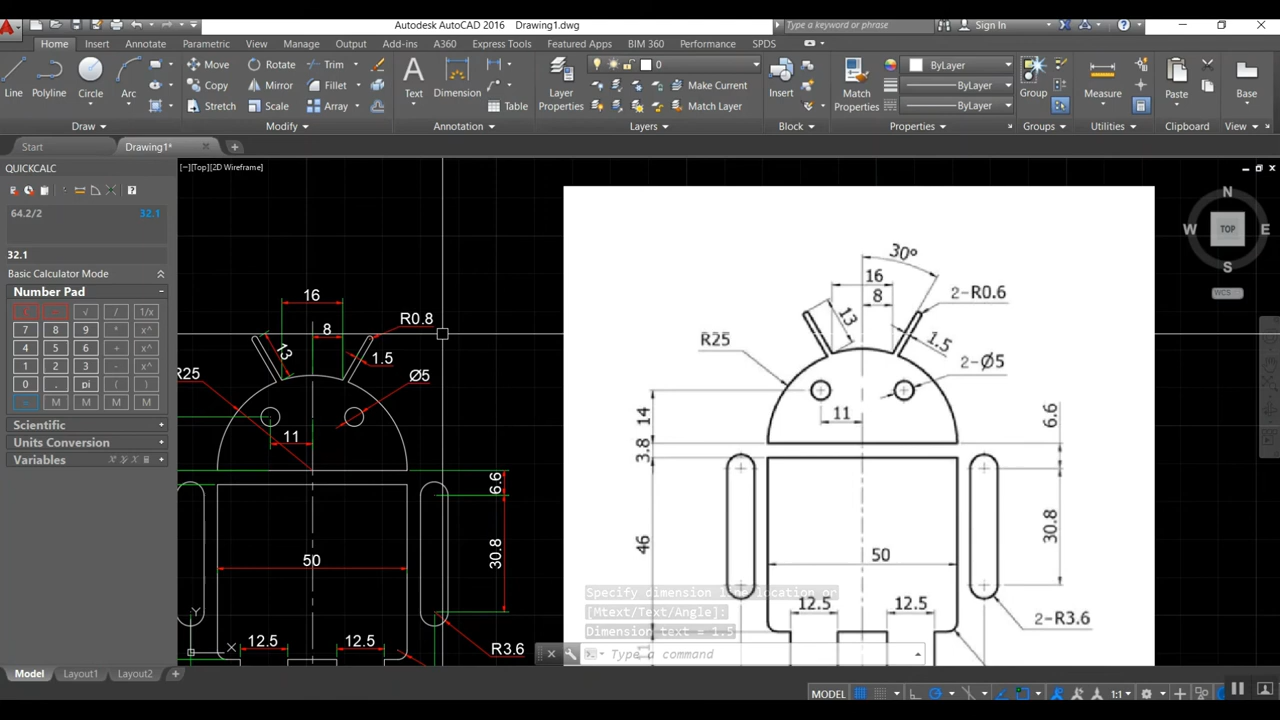 Autodesk AutoCAD 2016 Drawing1.dwg
Type a keyword or phrase
Sign In
Home Insert Annotate Parametric View Manage Output Add-ins A360 Express Tools Featured Apps BIM 360 Performance SPDS
Line Polyline Circle Arc
Move Rotate Trim
Copy Mirror Fillet
Stretch Scale Array
Text Dimension Table
Layer Properties
0
Make Current
Match Layer
Insert
Match Properties
ByLayer
ByLayer
ByLayer
Group Measure Paste Base
Draw Modify Annotation Layers Block Properties Groups Utilities Clipboard View
Start Drawing1*
QUICKCALC
[−][Top][2D Wireframe]
64.2/2 32.1
32.1
Basic Calculator Mode
Number Pad
√ / 1/x
7 8 9 * x^
4 5 6 + x^
1 2 3 - x^
0 . pi ( )
= M M M M
Scientific
Units Conversion
Variables
16
8
13
R0.8
1.5
R25
Ø5
11
6.6
50
30.8
12.5 12.5
R3.6
Y
X
30°
16
8
13
2-R0.6
1.5
R25
2-Ø5
14
11
3.8
6.6
46
50
30.8
12.5 12.5
2-R3.6
11
N
W TOP E
S
WCS
Specify dimension line location or
[Mtext/Text/Angle]:
Dimension text = 1.5
Type a command
Model Layout1 Layout2
MODEL 1:1